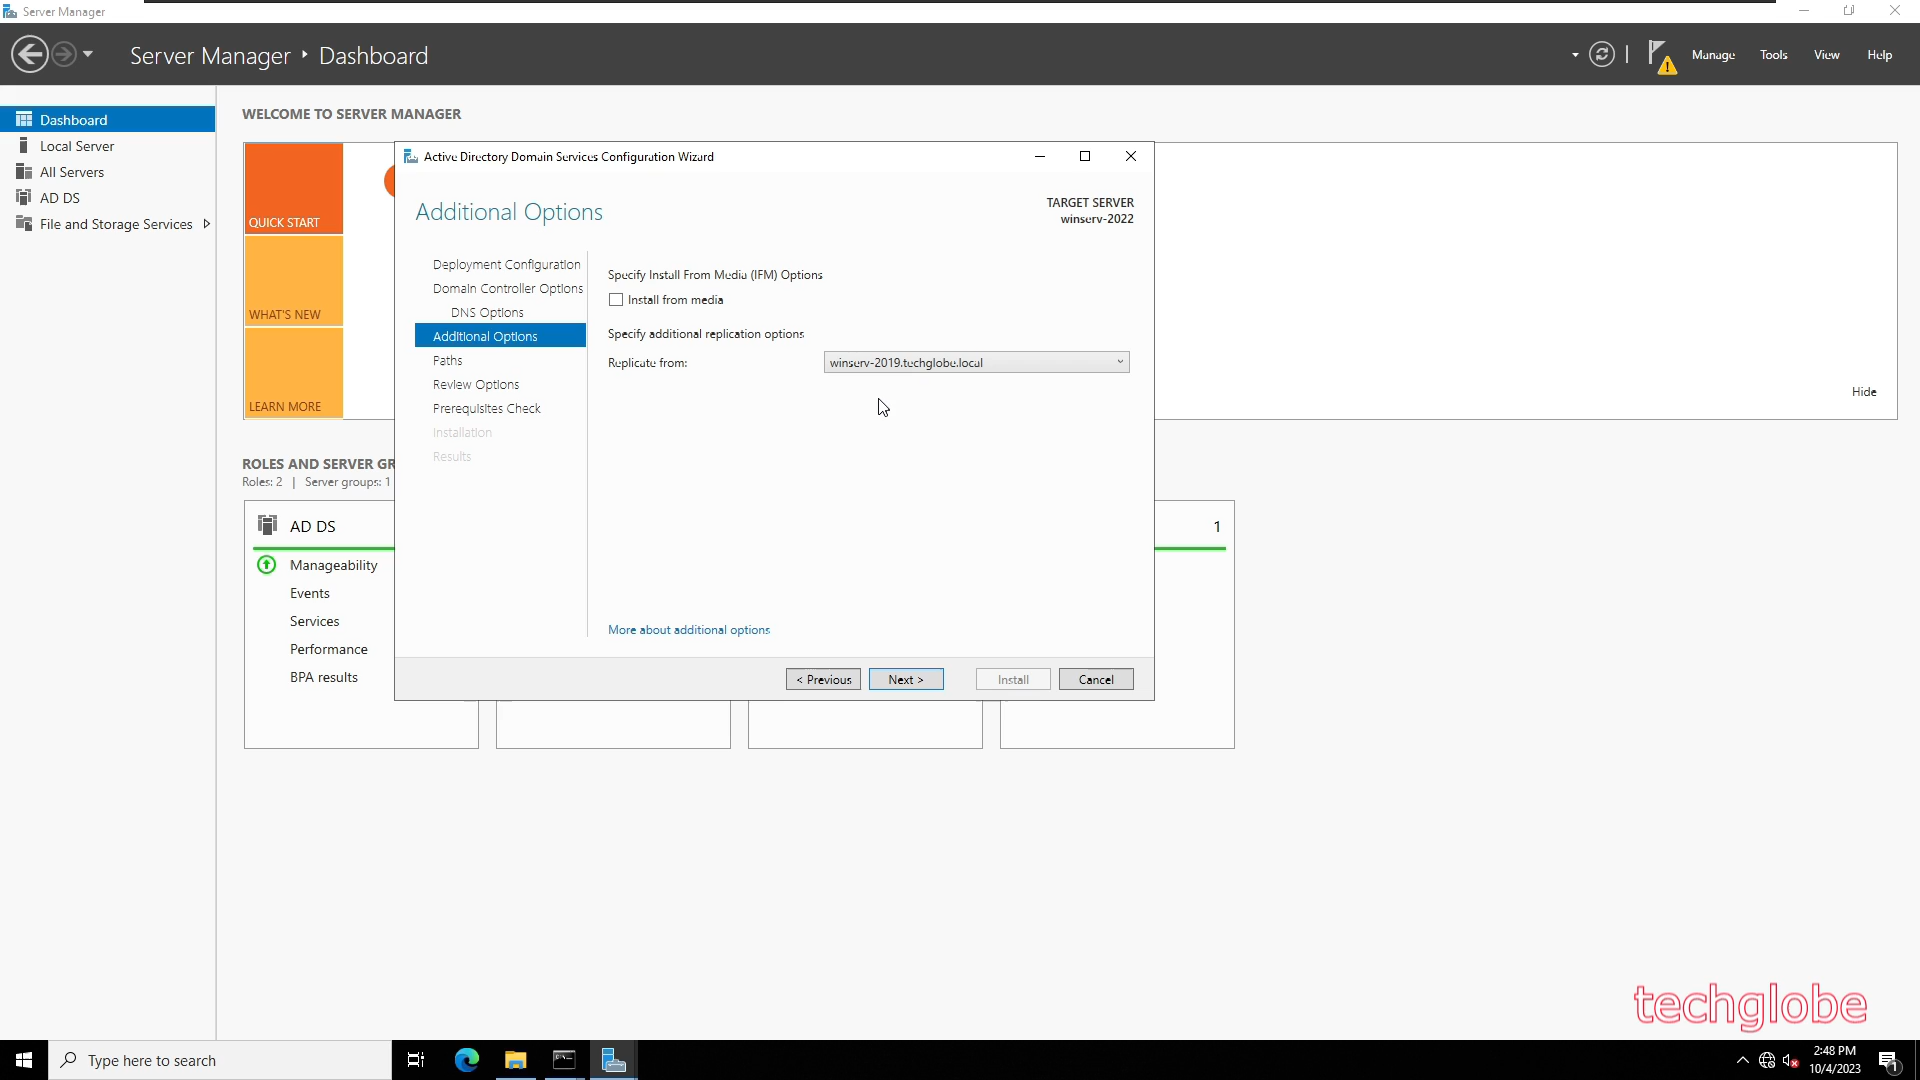 Server Manager
Server Manager Dashboard
Manage
Tools
View
Help
Dashboard
Local Server
All Servers
AD DS
File and Storage Services
WELCOME TO SERVER MANAGER
QUICK START
WHAT'S NEW
LEARN MORE
Hide
Active Directory Domain Services Configuration Wizard
Additional Options
TARGET SERVER
winserv-2022
Deployment Configuration
Domain Controller Options
DNS Options
Additional Options
Paths
Review Options
Prerequisites Check
Installation
Results
Specify Install From Media (IFM) Options
Install from media
Specify additional replication options
Replicate from:
winserv-2019.techglobe.local
More about additional options
< Previous
Next >
Install
Cancel
ROLES AND SERVER GR
Roles: 2 | Server groups: 1
AD DS
1
Manageability
Events
Services
Performance
BPA results
techglobe
Type here to search
2:48 PM
10/4/2023
1